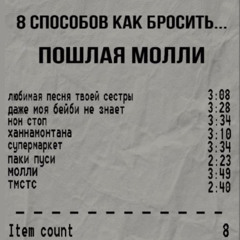 8 СПОСОБОВ КАК БРОСИТЬ...
ПОШЛАЯ МОЛЛИ
любимая песня твоей сестры 3:08
даже моя бейби не знает 3:28
нон стоп 3:34
ханнамонтана 3:10
супермаркет 3:34
паки пуси 2:23
МОЛЛИ 3:49
ТМСТС 2:40
- - - - - - - - - - - - - -
Item count 8